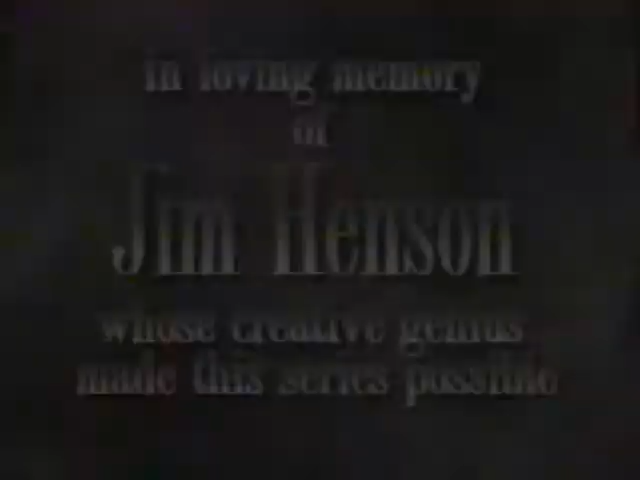 in loving memory
of
Jim Henson
whose creative genius
made this series possible